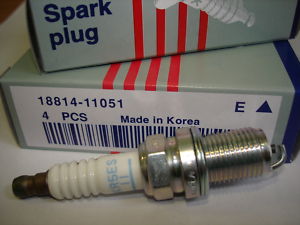 Spark
plug
18814-11051
E
4 PCS
Made in Korea